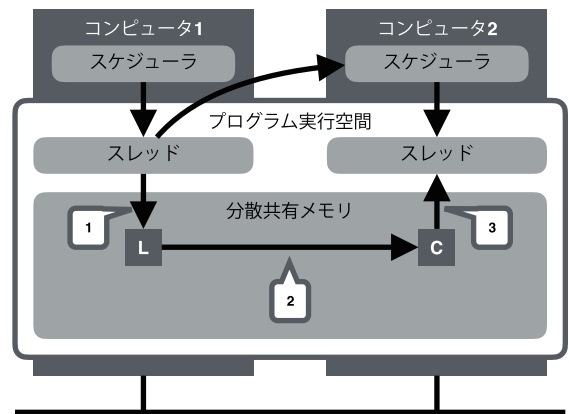 コンピュータ1
コンピュータ2
スケジューラ
スケジューラ
プログラム実行空間
スレッド
スレッド
分散共有メモリ
1
3
L
C
2